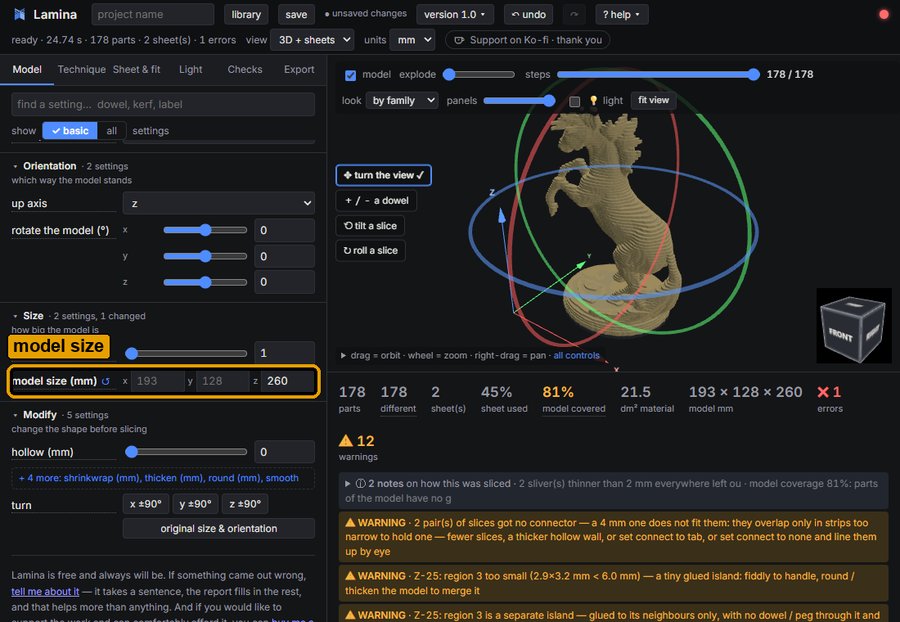 Lamina project name library save ● unsaved changes version 1.0 undo ? help
ready · 24.74 s · 178 parts · 2 sheet(s) · 1 errors view 3D + sheets units mm Support on Ko-fi · thank you
Model Technique Sheet & fit Light Checks Export
find a setting... dowel, kerf, label
show ✓ basic all settings
Orientation · 2 settings
which way the model stands
up axis z
rotate the model (°) x 0
y 0
z 0
Size · 2 settings, 1 changed
how big the model is
model size
1
model size (mm) x 193 y 128 z 260
Modify · 5 settings
change the shape before slicing
hollow (mm) 0
+ 4 more: shrinkwrap (mm), thicken (mm), round (mm), smooth
turn x ±90° y ±90° z ±90°
original size & orientation
Lamina is free and always will be. If something came out wrong,
tell me about it — it takes a sentence, the report fills in the rest,
and that helps more than anything. And if you would like to
model explode steps 178 / 178
look by family panels light fit view
turn the view ✓
+ / - a dowel
tilt a slice
roll a slice
Z
Y
X
FRONT
▶ drag = orbit · wheel = zoom · right-drag = pan · all controls
178 178 2 45% 81% 21.5 193 × 128 × 260 ❌ 1
parts different sheet(s) sheet used model covered dm² material model mm errors
12
warnings
▶ ⓘ 2 notes on how this was sliced · 2 sliver(s) thinner than 2 mm everywhere left ou · model coverage 81%: parts
of the model have no g
WARNING · 2 pair(s) of slices got no connector — a 4 mm one does not fit them: they overlap only in strips too
narrow to hold one — fewer slices, a thicker hollow wall, or set connect to tab, or set connect to none and line them
up by eye
WARNING · Z-25: region 3 too small (2.9×3.2 mm < 6.0 mm) — a tiny glued island: fiddly to handle, round /
thicken the model to merge it
WARNING · Z-25: region 3 is a separate island — glued to its neighbours only, with no dowel / peg through it and